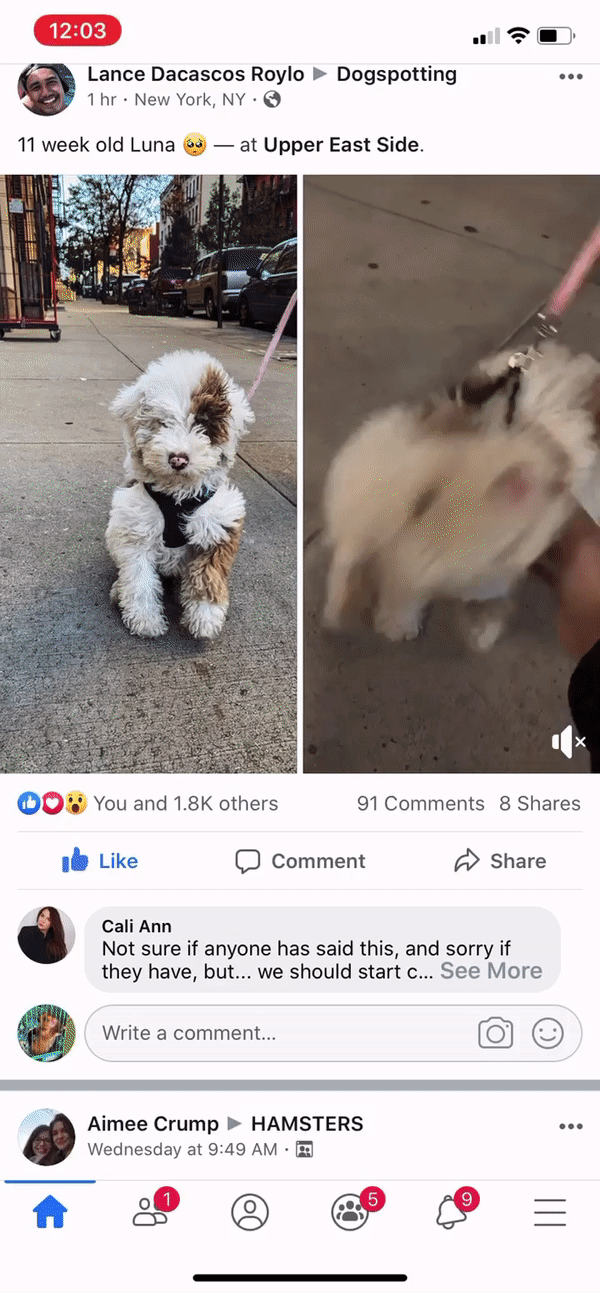 12:03
Lance Dacascos Roylo ▶ Dogspotting
1 hr · New York, NY ·
11 week old Luna 🥺 — at Upper East Side.
You and 1.8K others 91 Comments 8 Shares
Like Comment Share
Cali Ann
Not sure if anyone has said this, and sorry if
they have, but... we should start c... See More
Write a comment...
Aimee Crump ▶ HAMSTERS
Wednesday at 9:49 AM ·
1 5 9